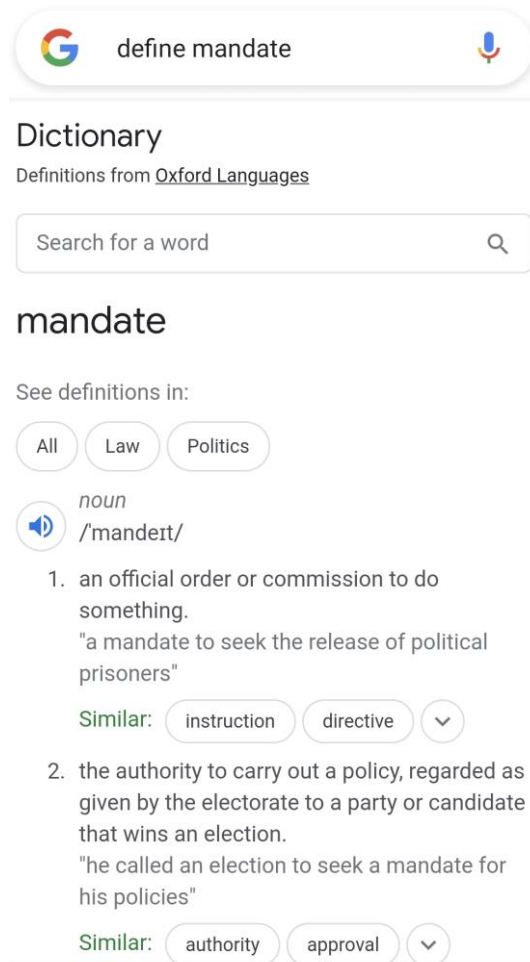 define mandate
Dictionary
Definitions from Oxford Languages
Search for a word
mandate
See definitions in:
All Law Politics
noun
/ˈmandeɪt/
1. an official order or commission to do
something.
"a mandate to seek the release of political
prisoners"
Similar: instruction directive
2. the authority to carry out a policy, regarded as
given by the electorate to a party or candidate
that wins an election.
"he called an election to seek a mandate for
his policies"
Similar: authority approval